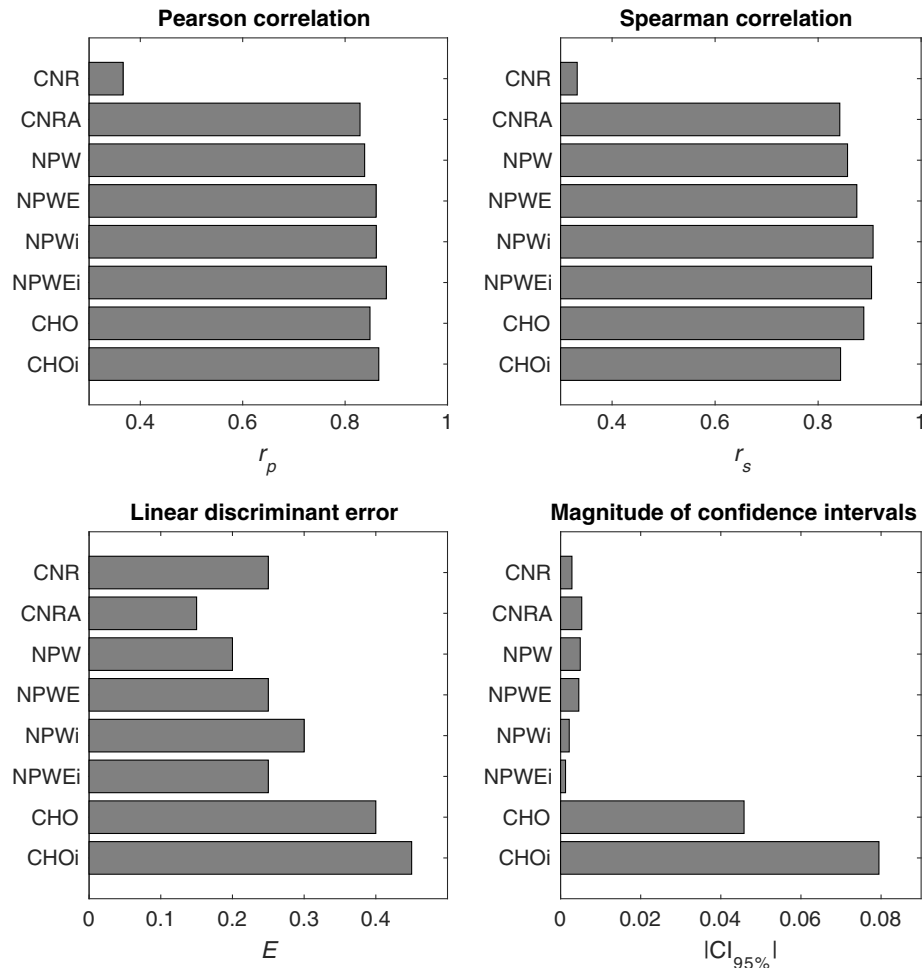 Pearson correlation
CNR
CNRA
NPW
NPWE
NPWi
NPWEi
CHO
CHOi
0.4 0.6 0.8 1
r_p
Spearman correlation
CNR
CNRA
NPW
NPWE
NPWi
NPWEi
CHO
CHOi
0.4 0.6 0.8 1
r_s
Linear discriminant error
CNR
CNRA
NPW
NPWE
NPWi
NPWEi
CHO
CHOi
0 0.1 0.2 0.3 0.4
E
Magnitude of confidence intervals
CNR
CNRA
NPW
NPWE
NPWi
NPWEi
CHO
CHOi
0 0.02 0.04 0.06 0.08
|CI_95%|